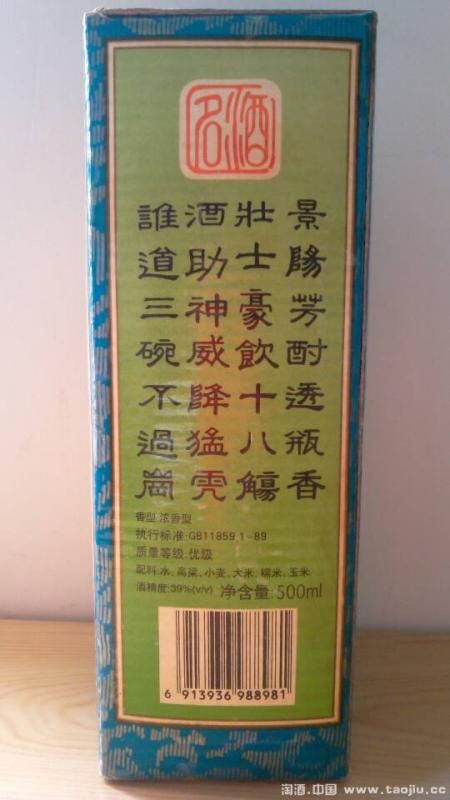 名酒
景陽芳酎透瓶香
壯士豪飲十八觴
酒助神威降猛虎
誰道三碗不過崗
香型:浓香型
执行标准:GB11859.1-89
质量等级:优级
配料:水、高粱、小麦、大米、糯米、玉米
酒精度:39%(v/v) 净含量:500ml
6 913936 988981
淘酒.中国 www.taojiu.cc